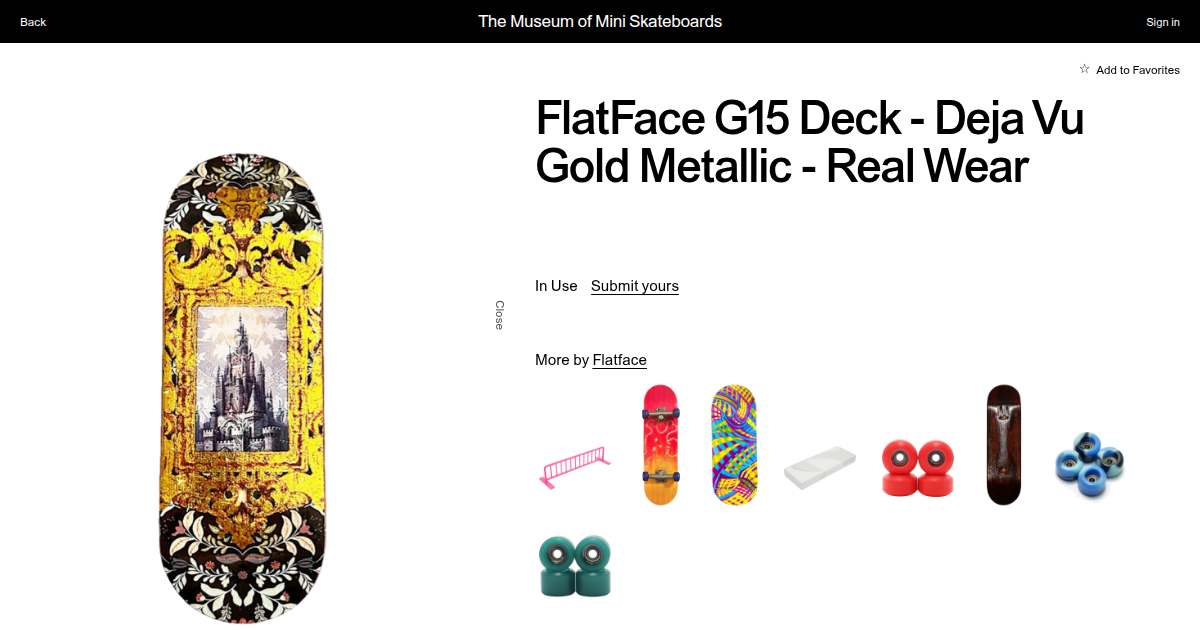 Back
The Museum of Mini Skateboards
Sign in
☆ Add to Favorites
FlatFace G15 Deck - Deja Vu
Gold Metallic - Real Wear
In Use Submit yours
Close
More by Flatface